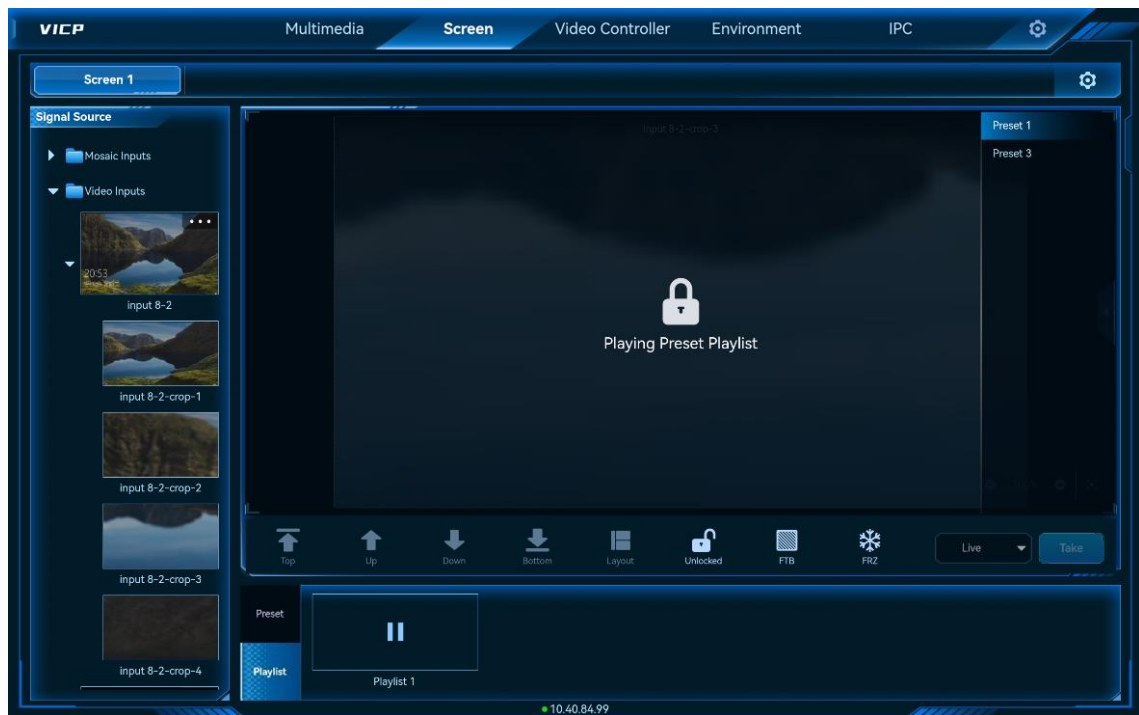 VICP
Multimedia
Screen
Video Controller
Environment
IPC
Screen 1
Signal Source
Mosaic Inputs
Video Inputs
20:53
input 8-2
input 8-2-crop-1
input 8-2-crop-2
input 8-2-crop-3
input 8-2-crop-4
Input 8-2-crop-3
Preset 1
Preset 3
Playing Preset Playlist
Top
Up
Down
Bottom
Layout
Unlocked
FTB
FRZ
Live
Take
Preset
Playlist
Playlist 1
10.40.84.99